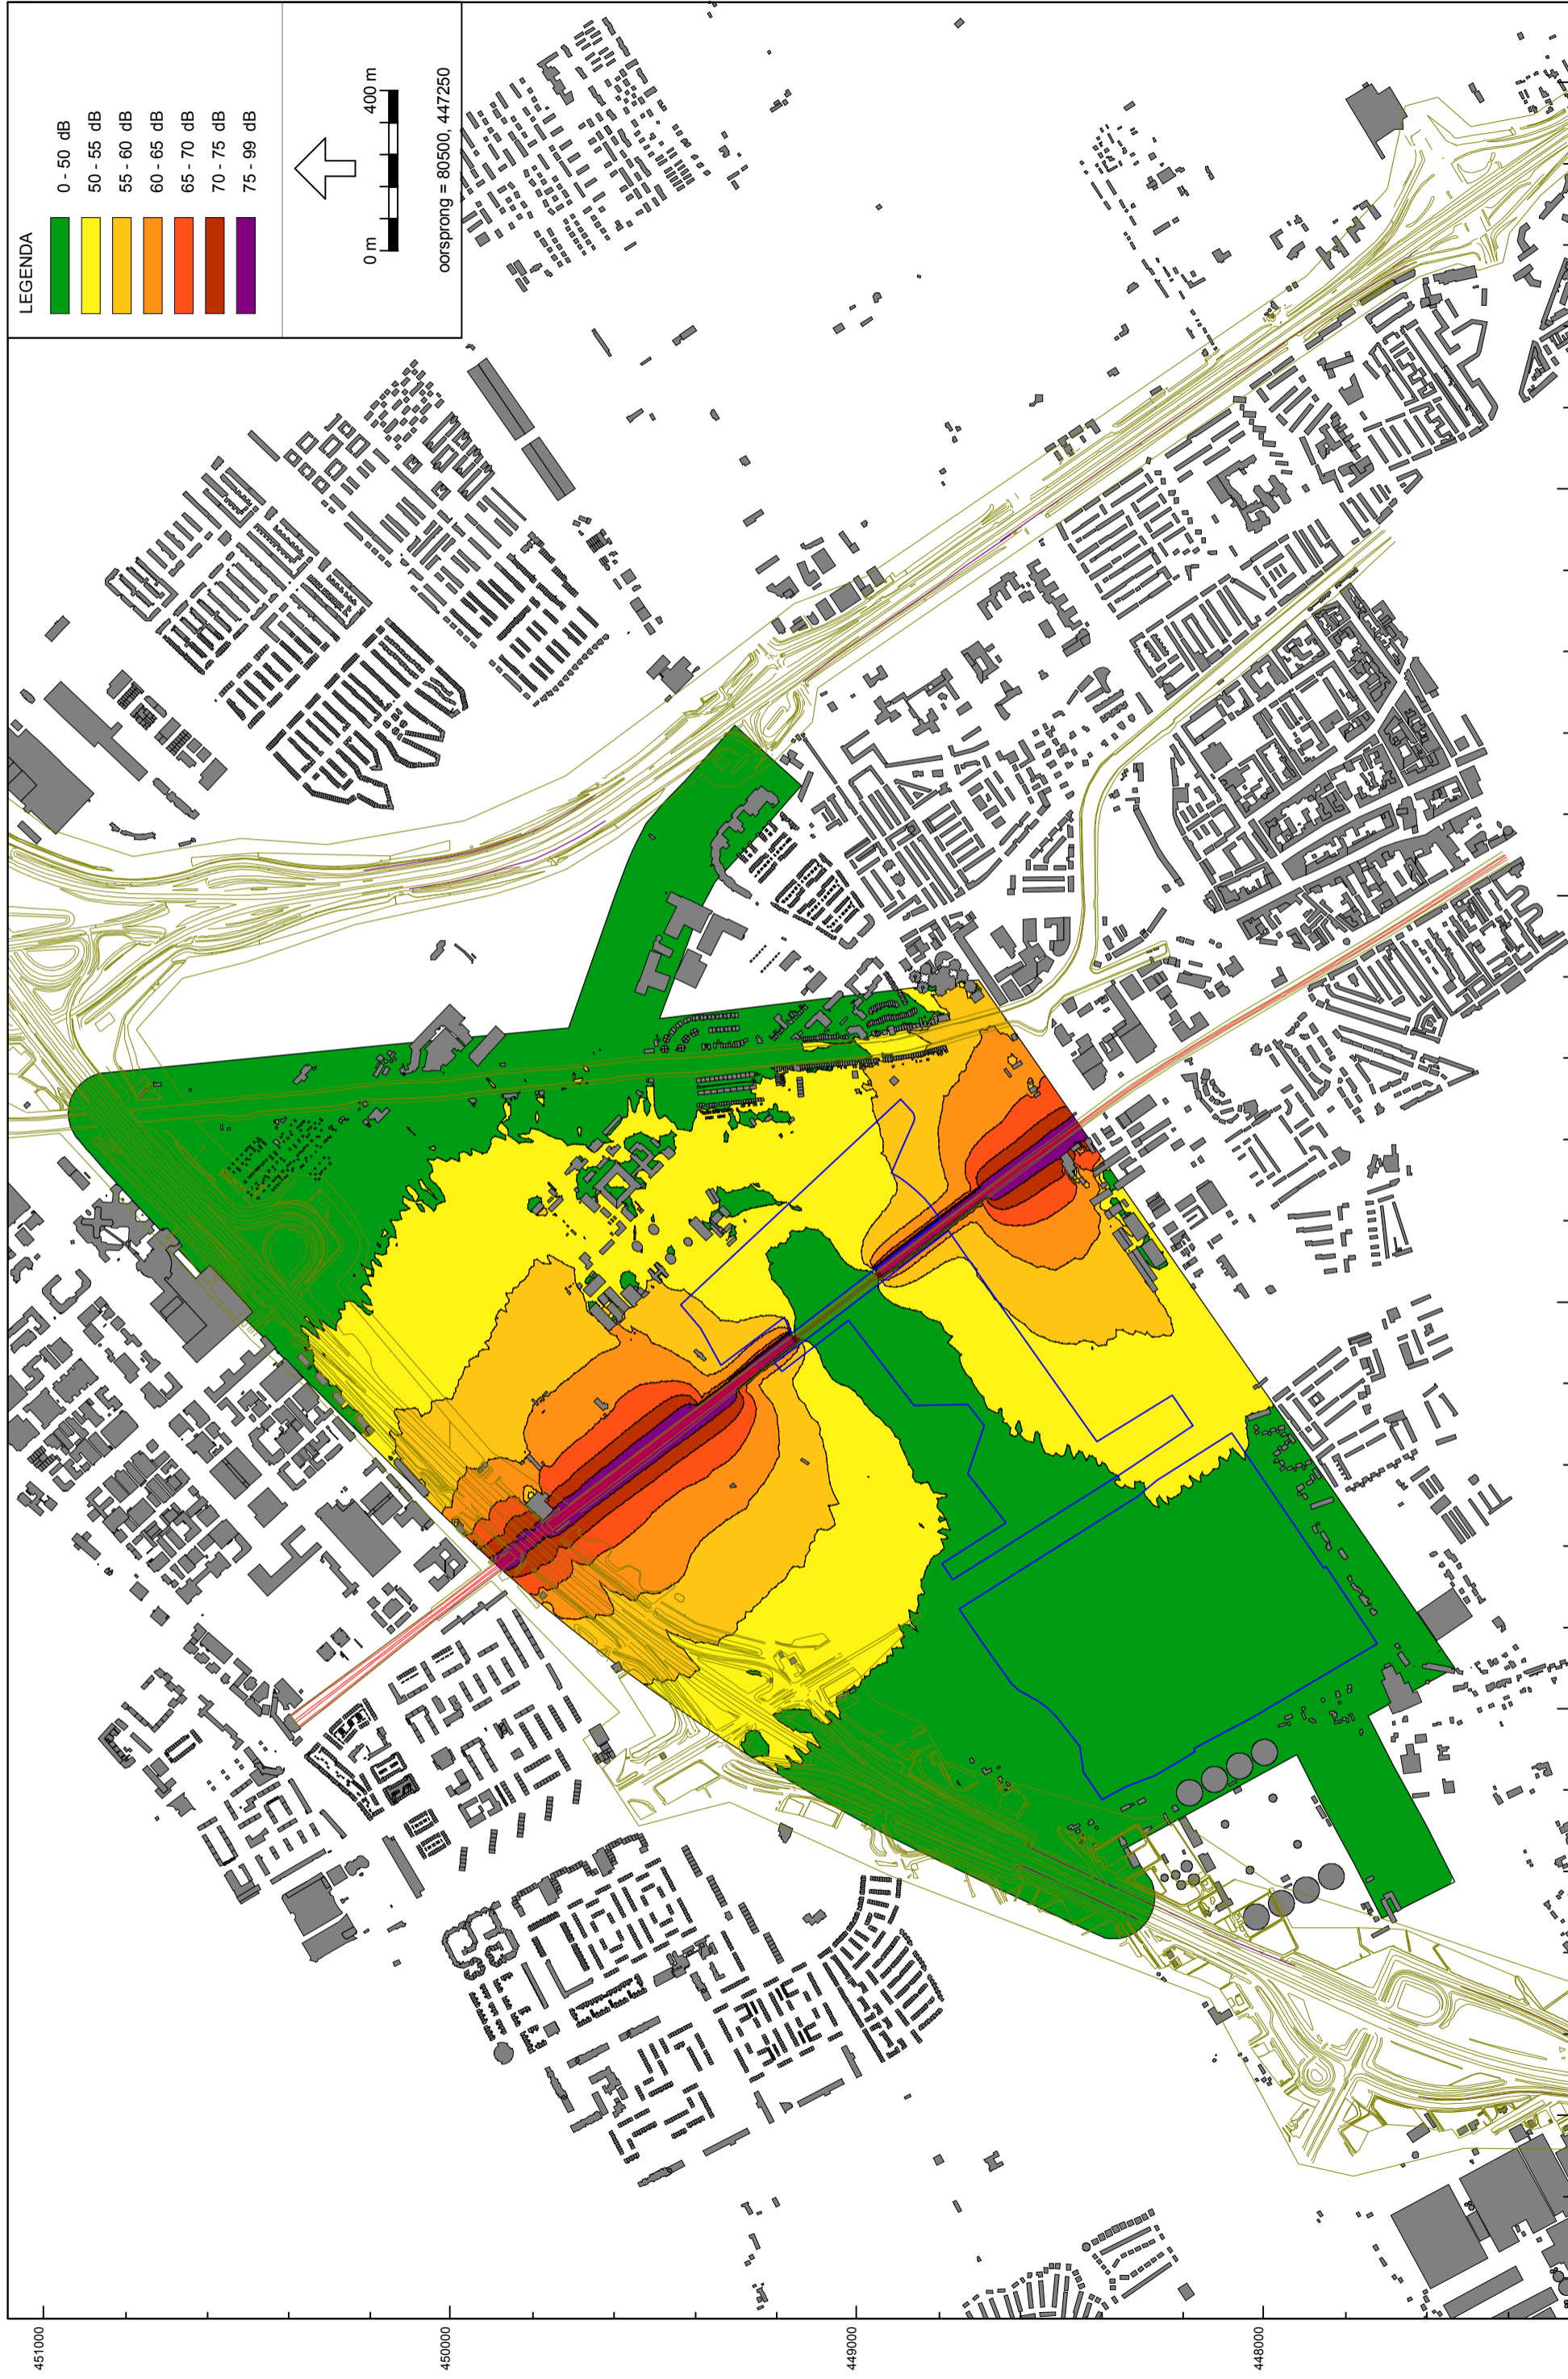 LEGENDA
0 - 50 dB
50 - 55 dB
55 - 60 dB
60 - 65 dB
65 - 70 dB
70 - 75 dB
75 - 99 dB
0 m
400 m
oorsprong = 80500, 447250
451000
450000
449000
448000